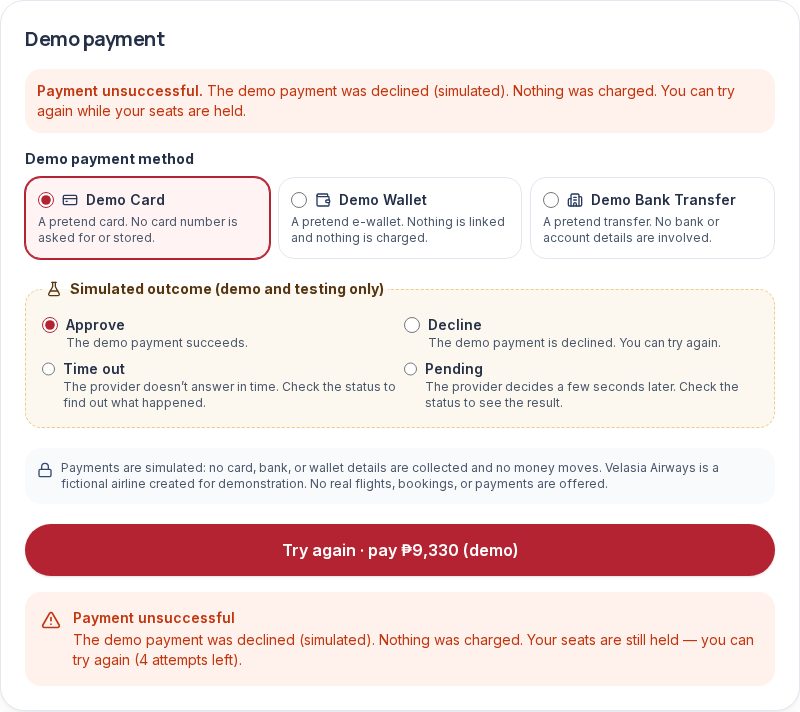 Demo payment
Payment unsuccessful. The demo payment was declined (simulated). Nothing was charged. You can try
again while your seats are held.
Demo payment method
Demo Card
A pretend card. No card number is
asked for or stored.
Demo Wallet
A pretend e-wallet. Nothing is linked
and nothing is charged.
Demo Bank Transfer
A pretend transfer. No bank or
account details are involved.
Simulated outcome (demo and testing only)
Approve
The demo payment succeeds.
Decline
The demo payment is declined. You can try again.
Time out
The provider doesn’t answer in time. Check the status to
find out what happened.
Pending
The provider decides a few seconds later. Check the
status to see the result.
Payments are simulated: no card, bank, or wallet details are collected and no money moves. Velasia Airways is a
fictional airline created for demonstration. No real flights, bookings, or payments are offered.
Try again · pay ₱9,330 (demo)
Payment unsuccessful
The demo payment was declined (simulated). Nothing was charged. Your seats are still held — you can
try again (4 attempts left).